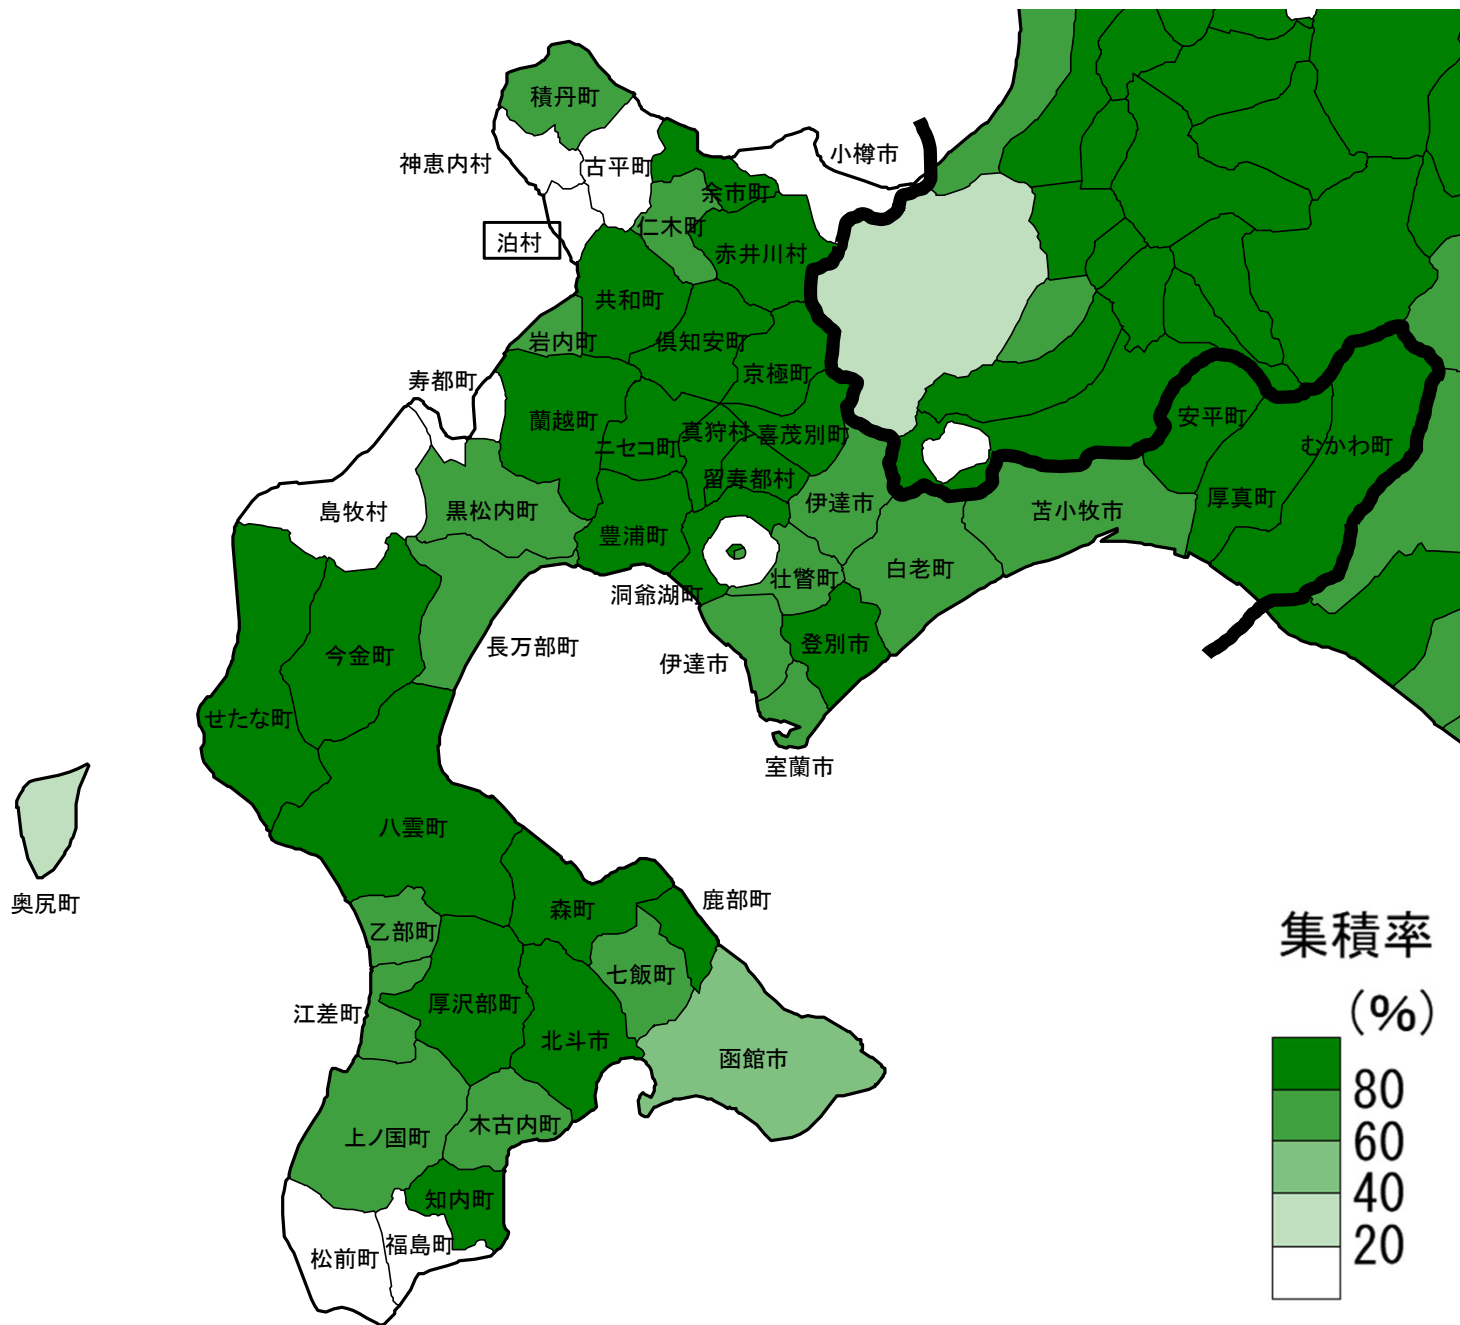 積丹町
神恵内村
古平町
小樽市
余市町
仁木町
泊村
赤井川村
共和町
岩内町
倶知安町
京極町
寿都町
蘭越町
ニセコ町
真狩村
喜茂別町
留寿都村
安平町
むかわ町
厚真町
島牧村
黒松内町
豊浦町
伊達市
苫小牧市
白老町
壮瞥町
洞爺湖町
登別市
伊達市
長万部町
今金町
せたな町
室蘭市
八雲町
奥尻町
森町
鹿部町
乙部町
七飯町
江差町
厚沢部町
北斗市
函館市
上ノ国町
木古内町
知内町
福島町
松前町
集積率
(%)
80
60
40
20